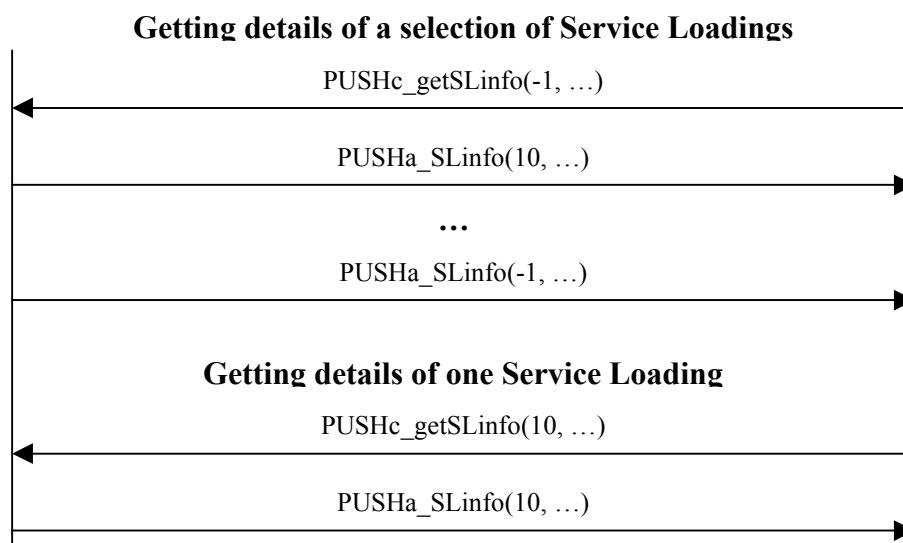 Getting details of a selection of Service Loadings
PUSHc_getSLinfo(-1, …)
PUSHa_SLinfo(10, …)
…
PUSHa_SLinfo(-1, …)
Getting details of one Service Loading
PUSHc_getSLinfo(10, …)
PUSHa_SLinfo(10, …)